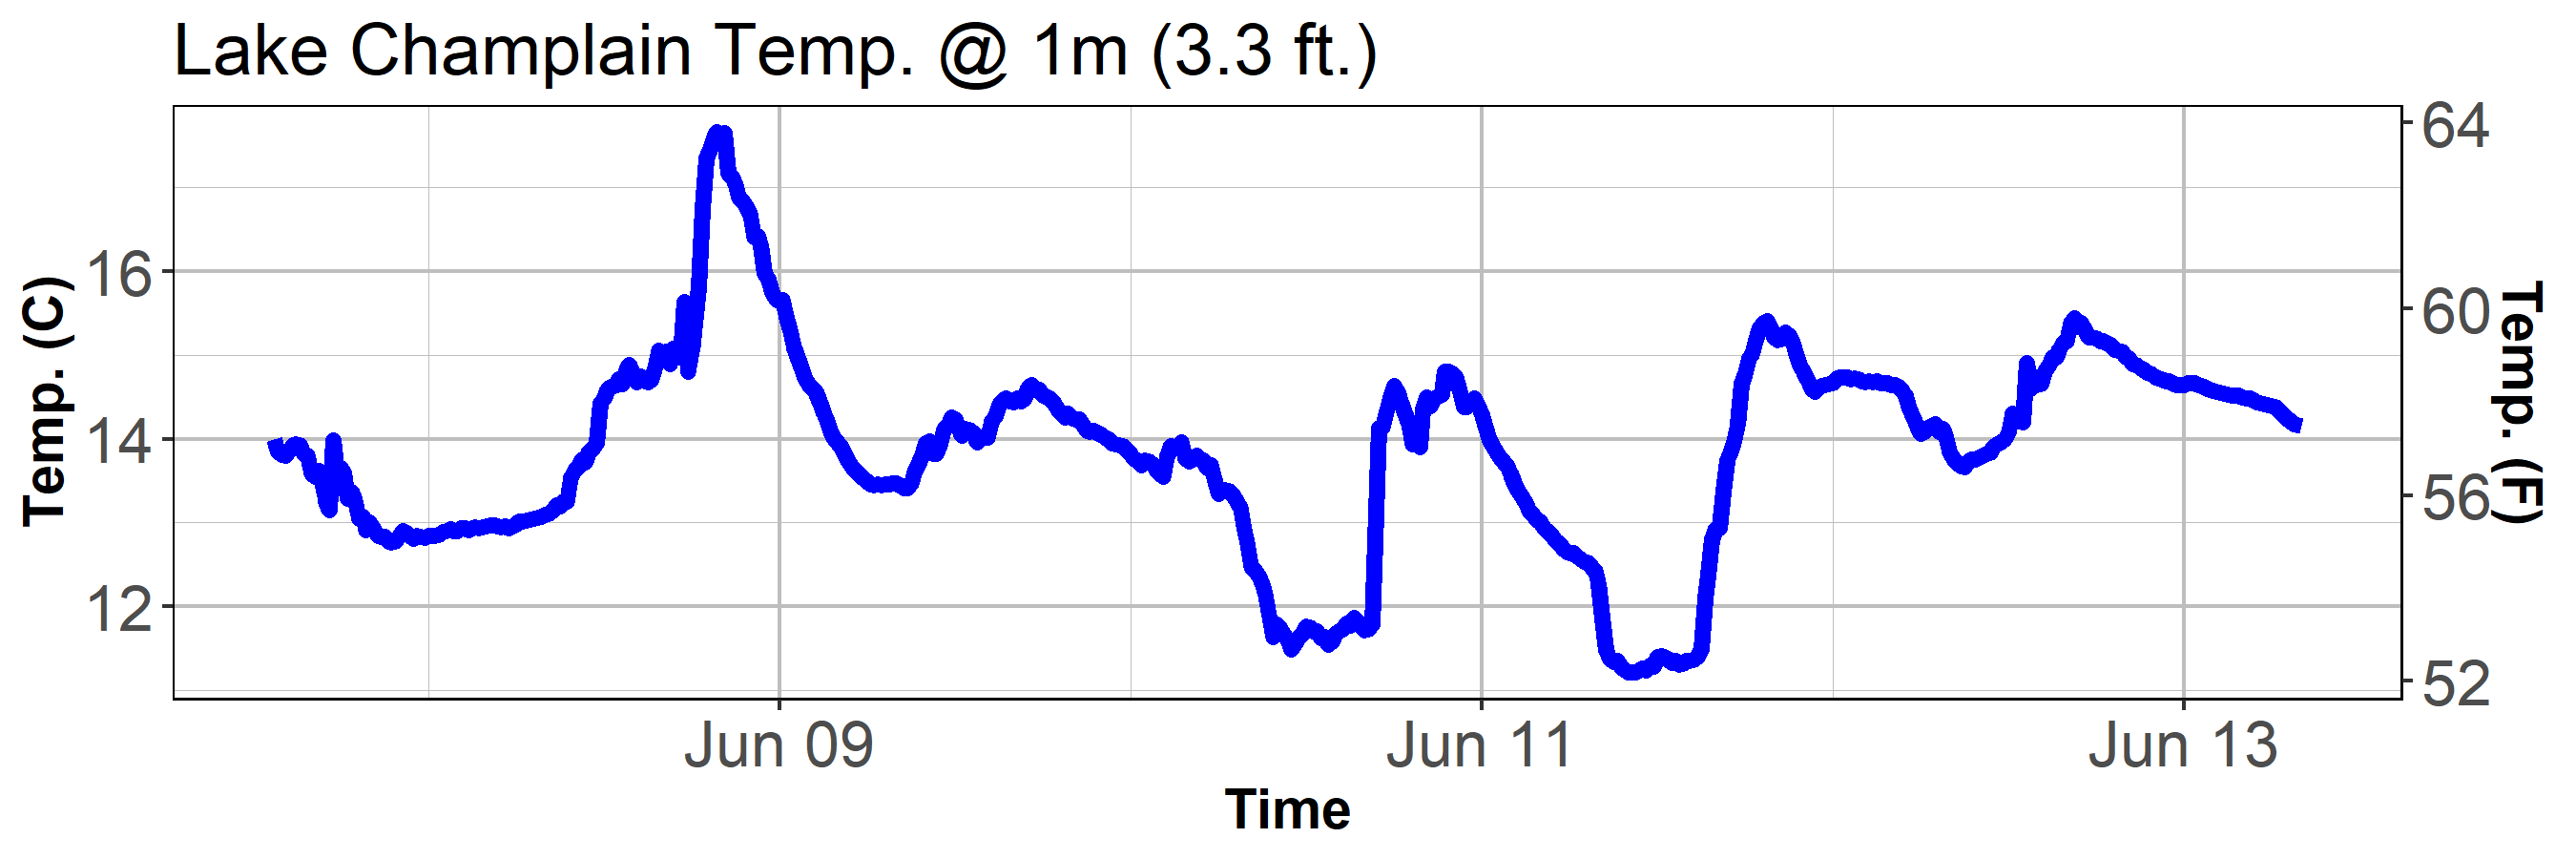 Lake Champlain Temp. @ 1m (3.3 ft.)
Temp. (C)
16
14
12
64
60
56
52
Temp. (F)
Jun 09
Jun 11
Jun 13
Time